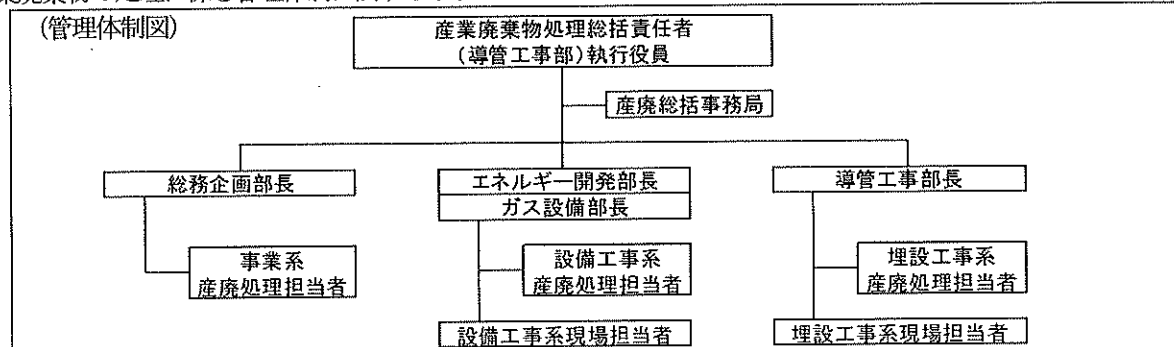 (管理体制図)
産業廃棄物処理総括責任者
(導管工事部)執行役員
産廃総括事務局
総務企画部長
エネルギー開発部長
ガス設備部長
導管工事部長
事業系
産廃処理担当者
設備工事系
産廃処理担当者
埋設工事系
産廃処理担当者
設備工事系現場担当者
埋設工事系現場担当者